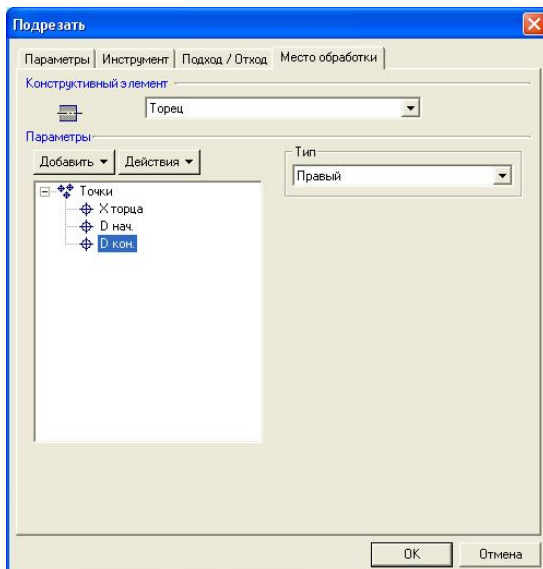 Подрезать
Параметры Инструмент Подход / Отход Место обработки
Конструктивный элемент
Торец
Параметры
Добавить Действия
Тип
Правый
Точки
X торца
D нач.
D кон.
OK Отмена